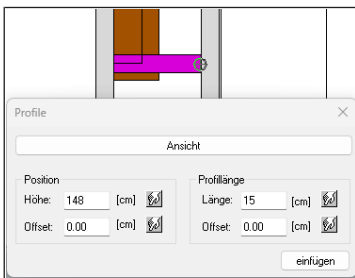 Profile
Ansicht
Position
Höhe: 148 [cm]
Offset: 0.00 [cm]
Profillänge
Länge: 15 [cm]
Offset: 0.00 [cm]
einfügen